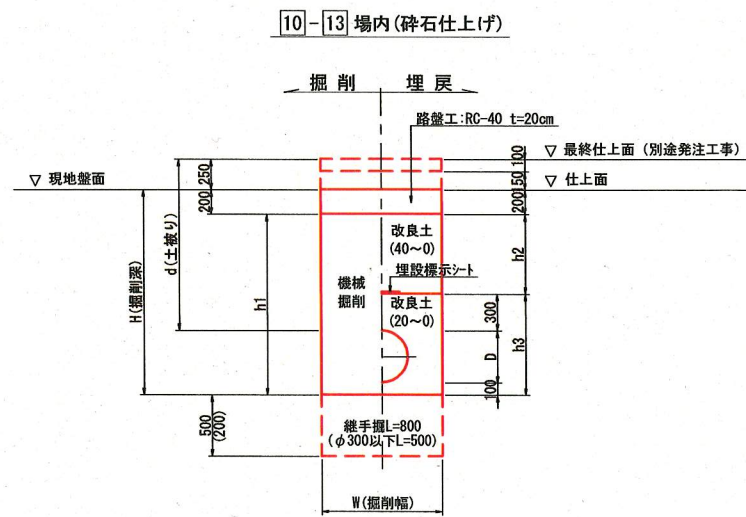 10-13 場内(砕石仕上げ)
掘削 埋戻
路盤工:RC-40 t=20cm
▽ 最終仕上面 (別途発注工事)
▽ 現地盤面
▽ 仕上面
100
250
150
200
200
d(土被り)
H(掘削深)
h1
機械
掘削
改良土
(40~0)
埋設標示シート
改良土
(20~0)
h2
300
h3
D
100
500
(200)
継手掘L=800
(φ300以下L=500)
W(掘削幅)